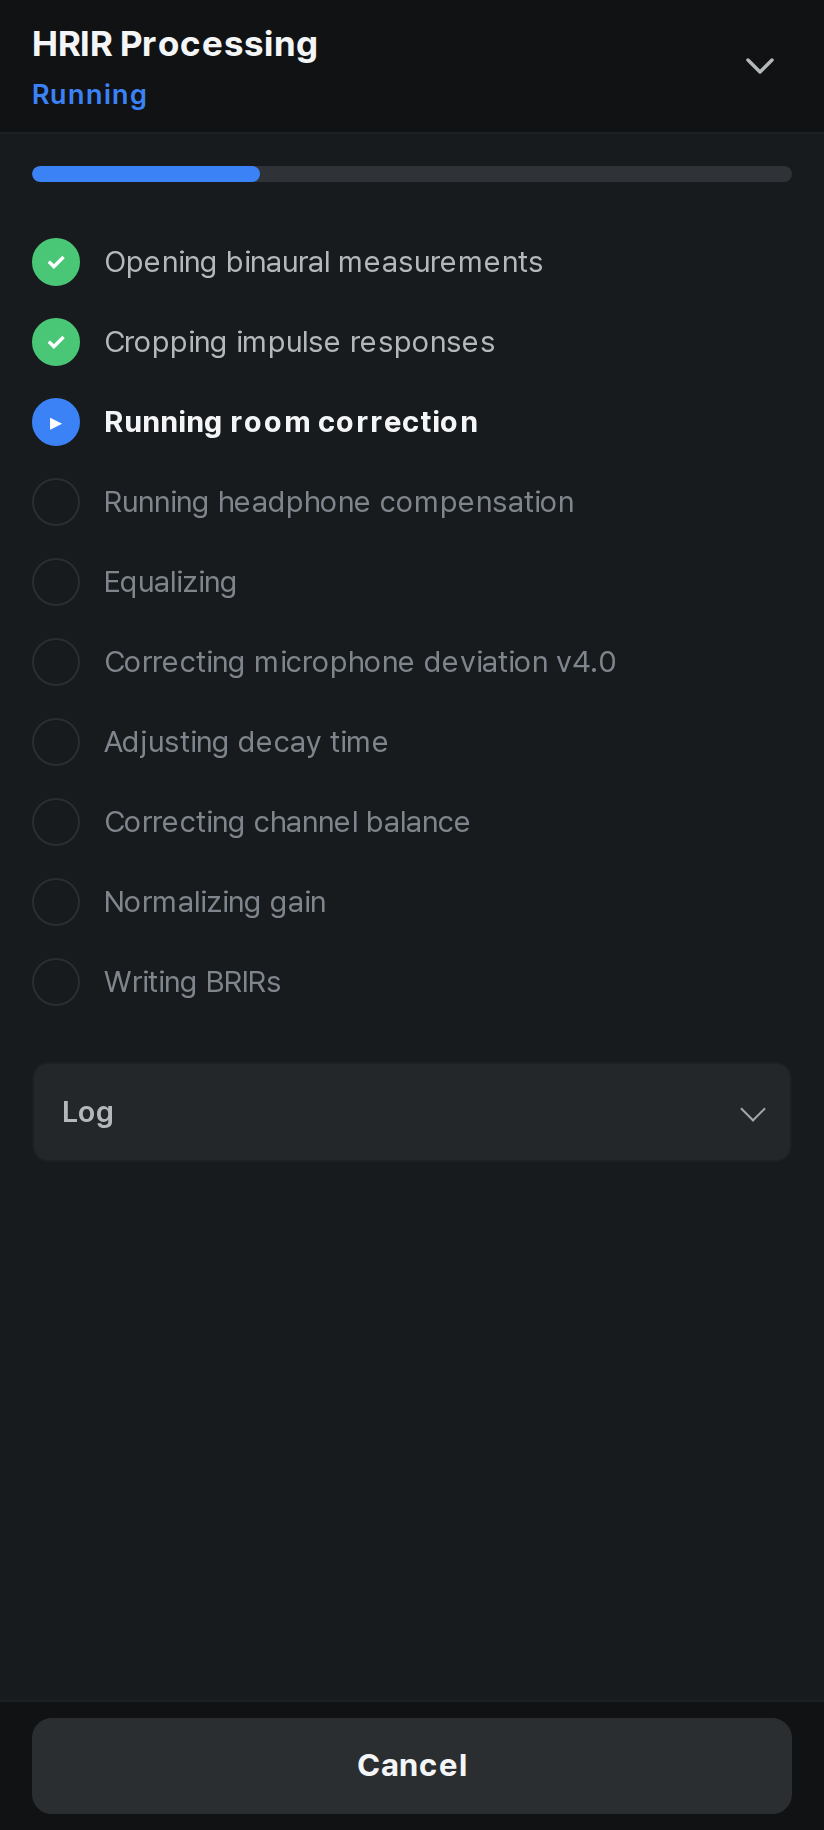 HRIR Processing
Running
Opening binaural measurements
Cropping impulse responses
Running room correction
Running headphone compensation
Equalizing
Correcting microphone deviation v4.0
Adjusting decay time
Correcting channel balance
Normalizing gain
Writing BRIRs
Log
Cancel